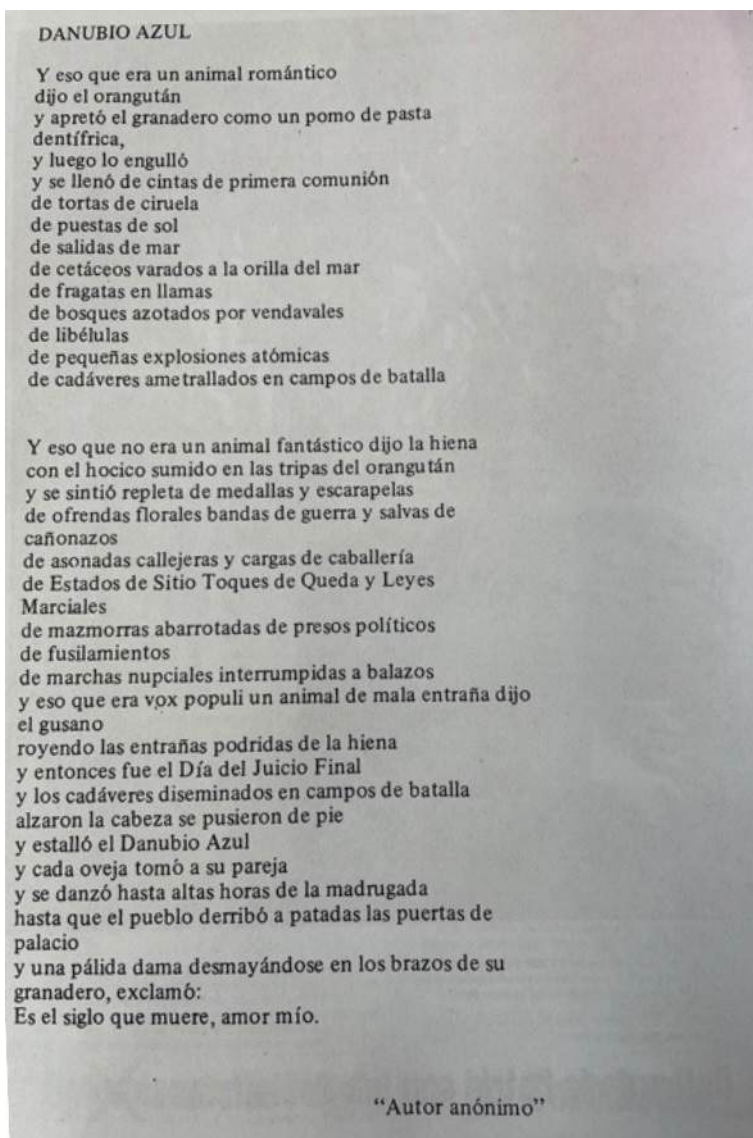 DANUBIO AZUL
Y eso que era un animal romántico
dijo el orangután
y apretó el granadero como un pomo de pasta
dentífrica,
y luego lo engulló
y se llenó de cintas de primera comunión
de tortas de ciruela
de puestas de sol
de salidas de mar
de cetáceos varados a la orilla del mar
de fragatas en llamas
de bosques azotados por vendavales
de libélulas
de pequeñas explosiones atómicas
de cadáveres ametrallados en campos de batalla
Y eso que no era un animal fantástico dijo la hiena
con el hocico sumido en las tripas del orangután
y se sintió repleta de medallas y escarapelas
de ofrendas florales bandas de guerra y salvas de
cañonazos
de asonadas callejeras y cargas de caballería
de Estados de Sitio Toques de Queda y Leyes
Marciales
de mazmorras abarrotadas de presos políticos
de fusilamientos
de marchas nupciales interrumpidas a balazos
y eso que era vox populi un animal de mala entraña dijo
el gusano
royendo las entrañas podridas de la hiena
y entonces fue el Día del Juicio Final
y los cadáveres diseminados en campos de batalla
alzaron la cabeza se pusieron de pie
y estalló el Danubio Azul
y cada oveja tomó a su pareja
y se danzó hasta altas horas de la madrugada
hasta que el pueblo derribó a patadas las puertas de
palacio
y una pálida dama desmayándose en los brazos de su
granadero, exclamó:
Es el siglo que muere, amor mío.
“Autor anónimo”